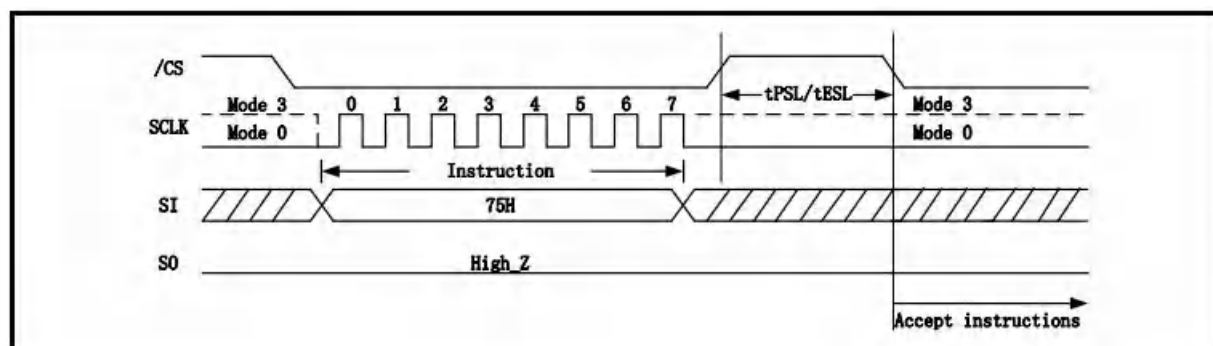 /CS
tPSL/tESL
Mode 3 0 1 2 3 4 5 6 7 Mode 3
SCLK
Mode 0 Mode 0
Instruction
SI 75H
SO High_Z
Accept instructions